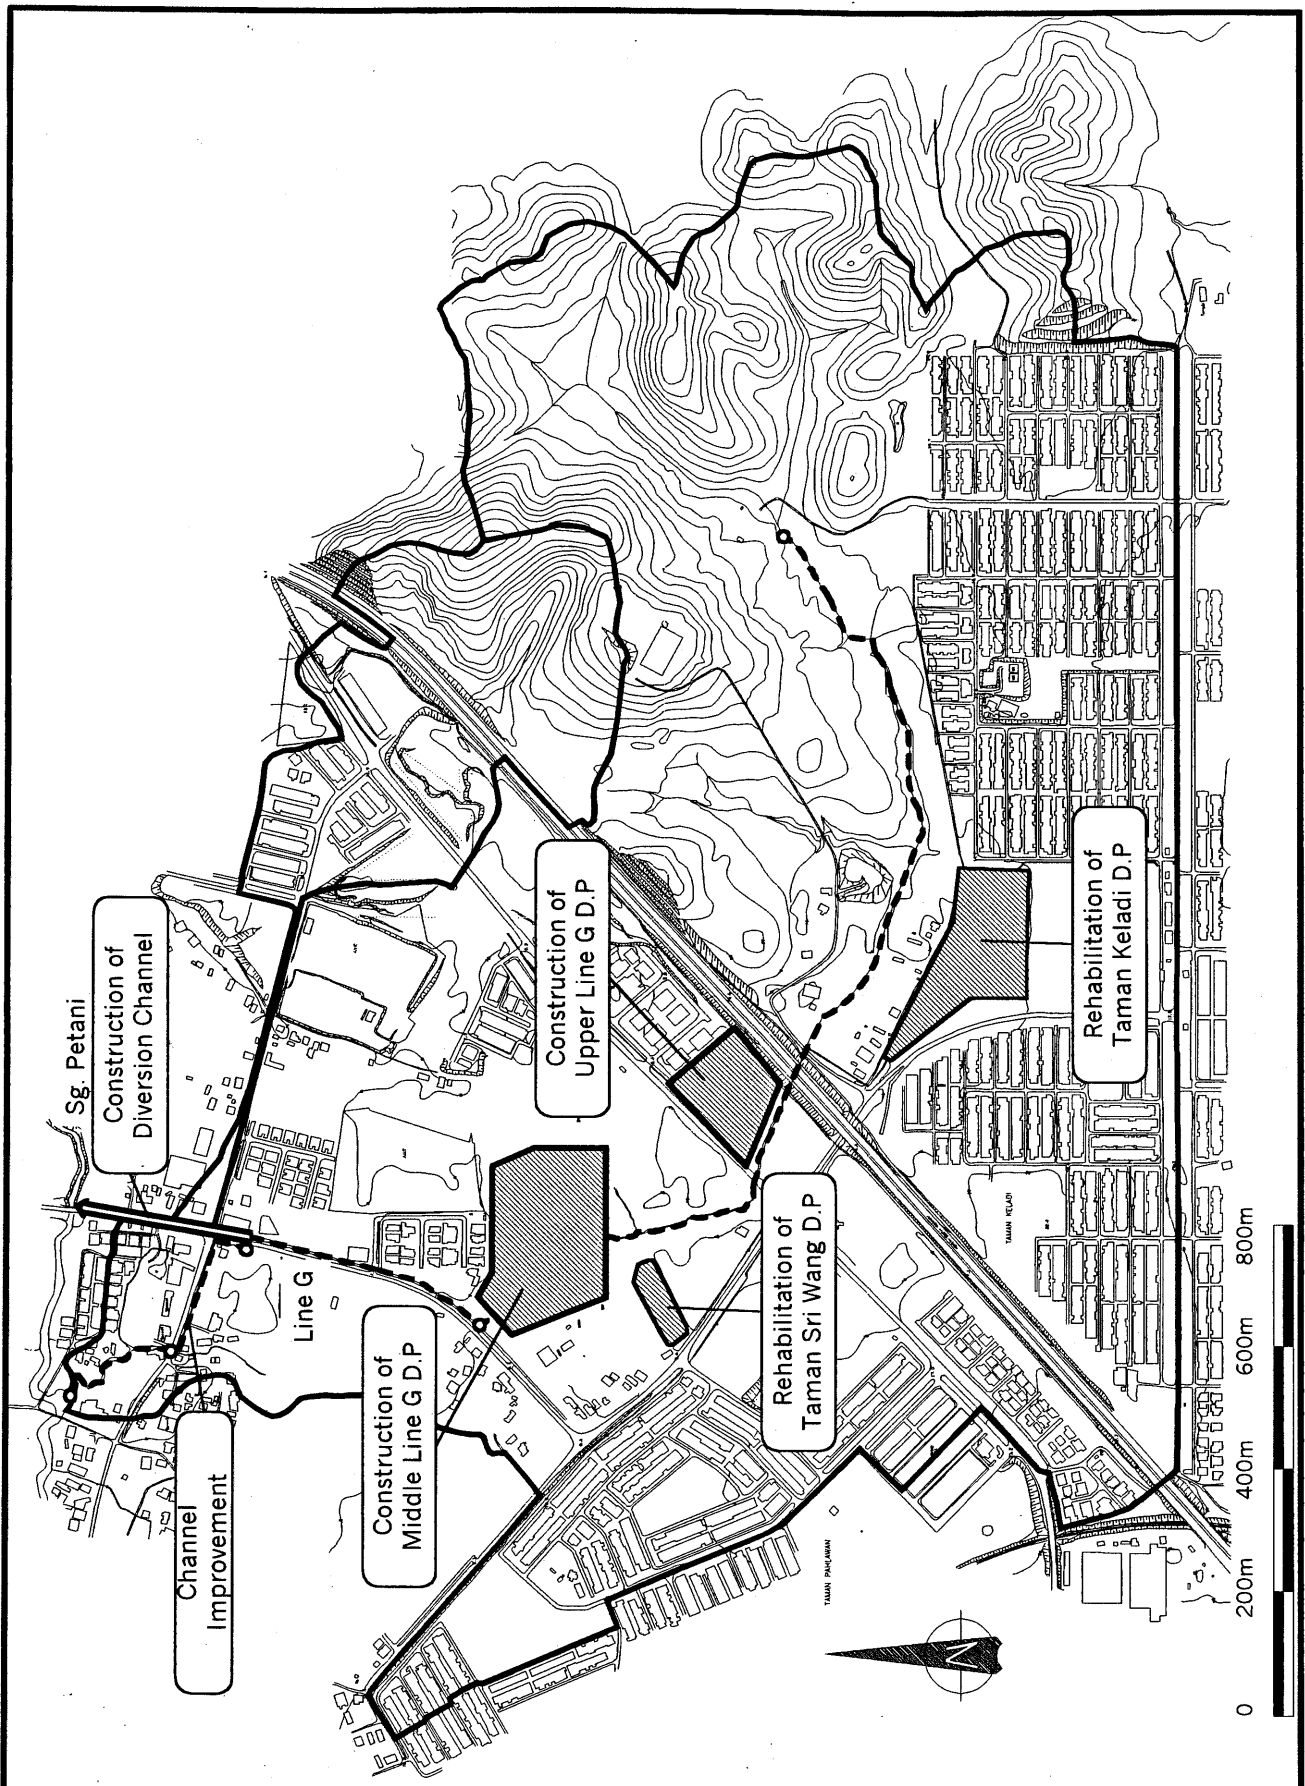 Sg. Petani
Construction of
Diversion Channel
Channel
Improvement
Line G
Construction of
Middle Line G D.P
Construction of
Upper Line G D.P
Rehabilitation of
Taman Sri Wang D.P
Rehabilitation of
Taman Keladi D.P
TAMAN KELADI
TAMAN PAHLAWAN
N
0
200m
400m
600m
800m